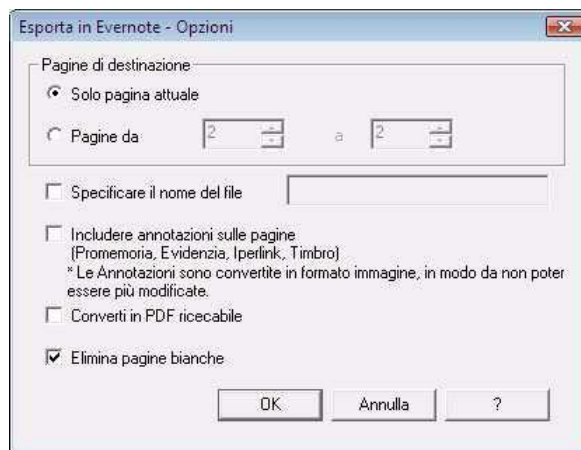 Esporta in Evernote - Opzioni
Pagine di destinazione
Solo pagina attuale
Pagine da 2 a 2
Specificare il nome del file
Includere annotazioni sulle pagine
(Promemoria, Evidenzia, Iperlink, Timbro)
* Le Annotazioni sono convertite in formato immagine, in modo da non poter
essere più modificate.
Converti in PDF ricecabile
Elimina pagine bianche
OK Annulla ?